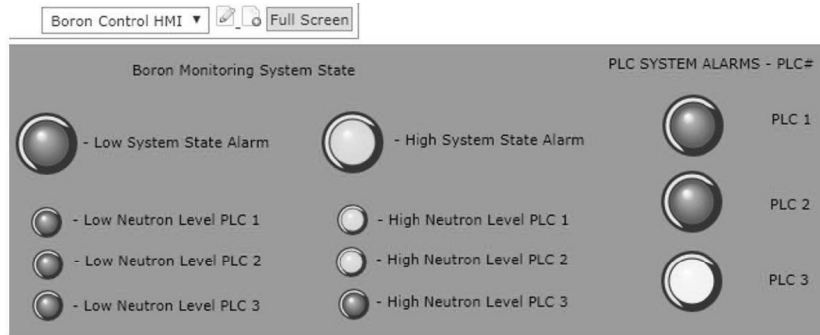 Boron Control HMI ▼ Full Screen
Boron Monitoring System State
PLC SYSTEM ALARMS - PLC#
- Low System State Alarm
- High System State Alarm
PLC 1
- Low Neutron Level PLC 1
- High Neutron Level PLC 1
PLC 2
- Low Neutron Level PLC 2
- High Neutron Level PLC 2
PLC 3
- Low Neutron Level PLC 3
- High Neutron Level PLC 3